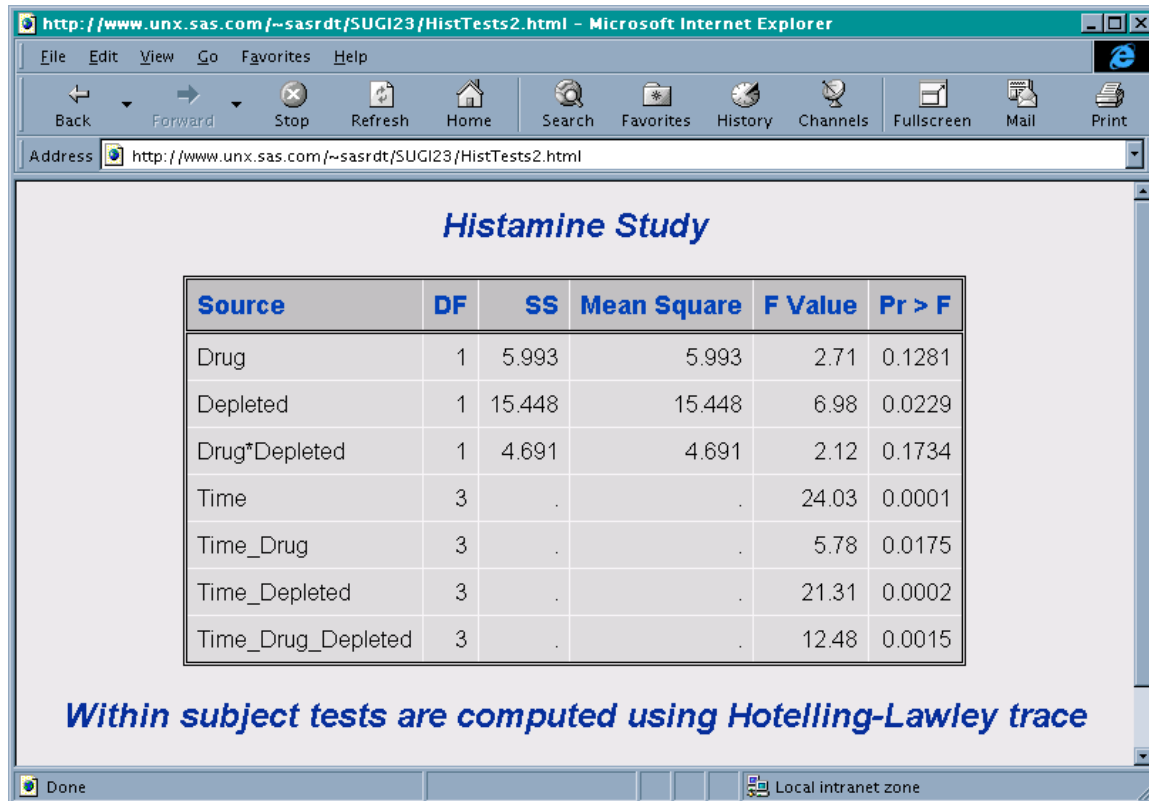 http://www.unx.sas.com/~sasrdt/SUGI23/HistTests2.html - Microsoft Internet Explorer
File Edit View Go Favorites Help
Back Forward Stop Refresh Home Search Favorites History Channels Fullscreen Mail Print
Address http://www.unx.sas.com/~sasrdt/SUGI23/HistTests2.html
Histamine Study
Source DF SS Mean Square F Value Pr > F
Drug 1 5.993 5.993 2.71 0.1281
Depleted 1 15.448 15.448 6.98 0.0229
Drug*Depleted 1 4.691 4.691 2.12 0.1734
Time 3 . . 24.03 0.0001
Time_Drug 3 . . 5.78 0.0175
Time_Depleted 3 . . 21.31 0.0002
Time_Drug_Depleted 3 . . 12.48 0.0015
Within subject tests are computed using Hotelling-Lawley trace
Done Local intranet zone